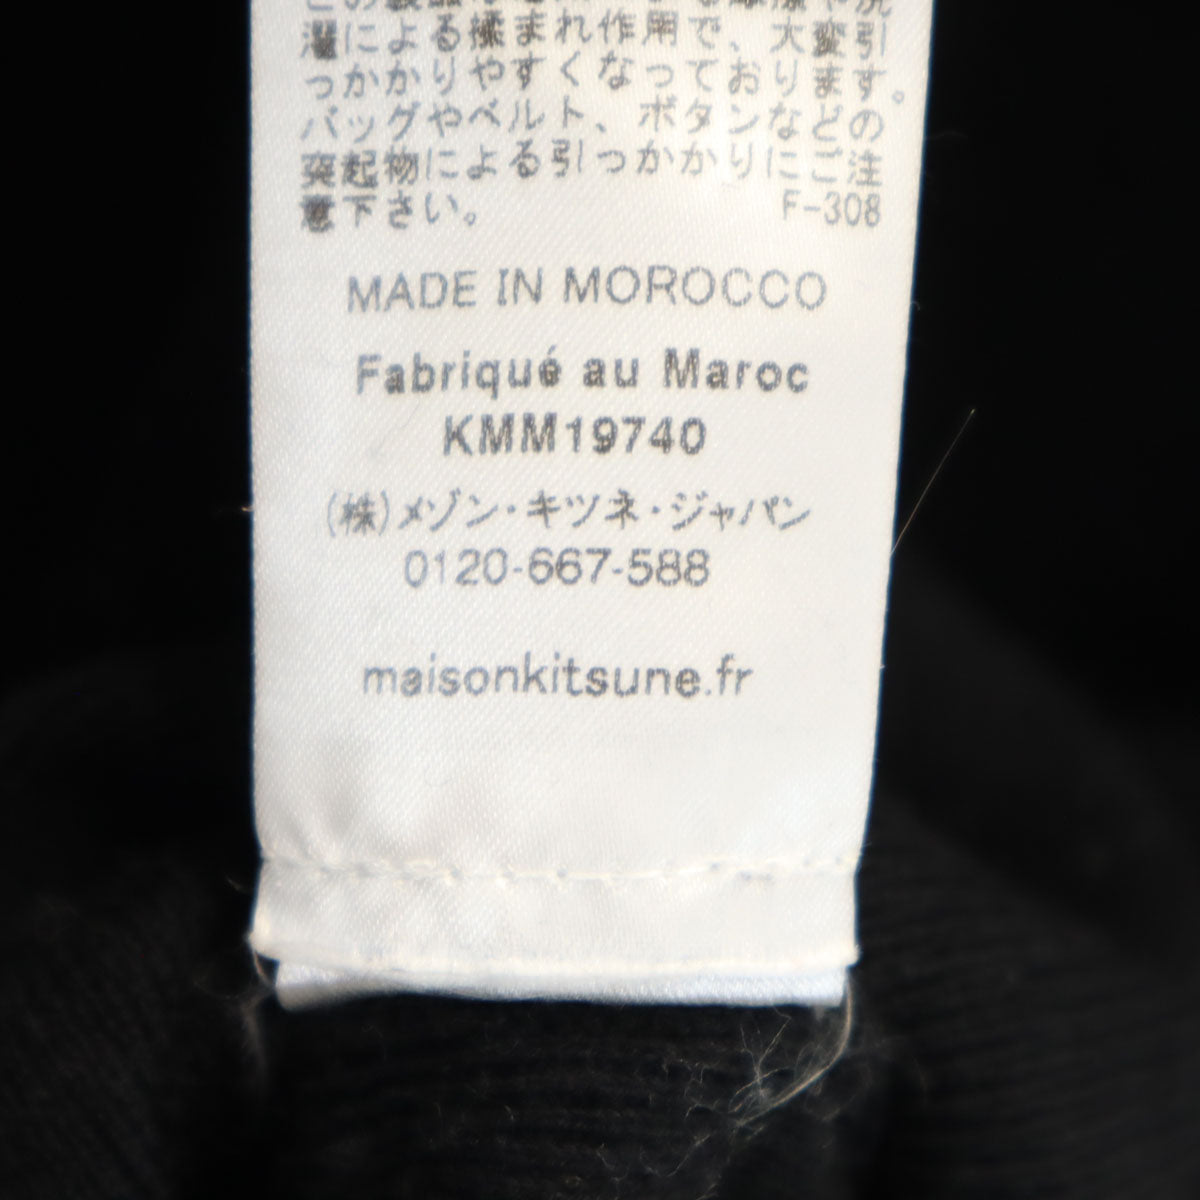 濯による揉まれ作用で、大変引
っかかりやすくなっております。
バッグやベルト、ボタンなどの
突起物による引っかかりにご注
意下さい。 F-308
MADE IN MOROCCO
Fabriqué au Maroc
KMM19740
(株)メゾン・キツネ・ジャパン
0120-667-588
maisonkitsune.fr